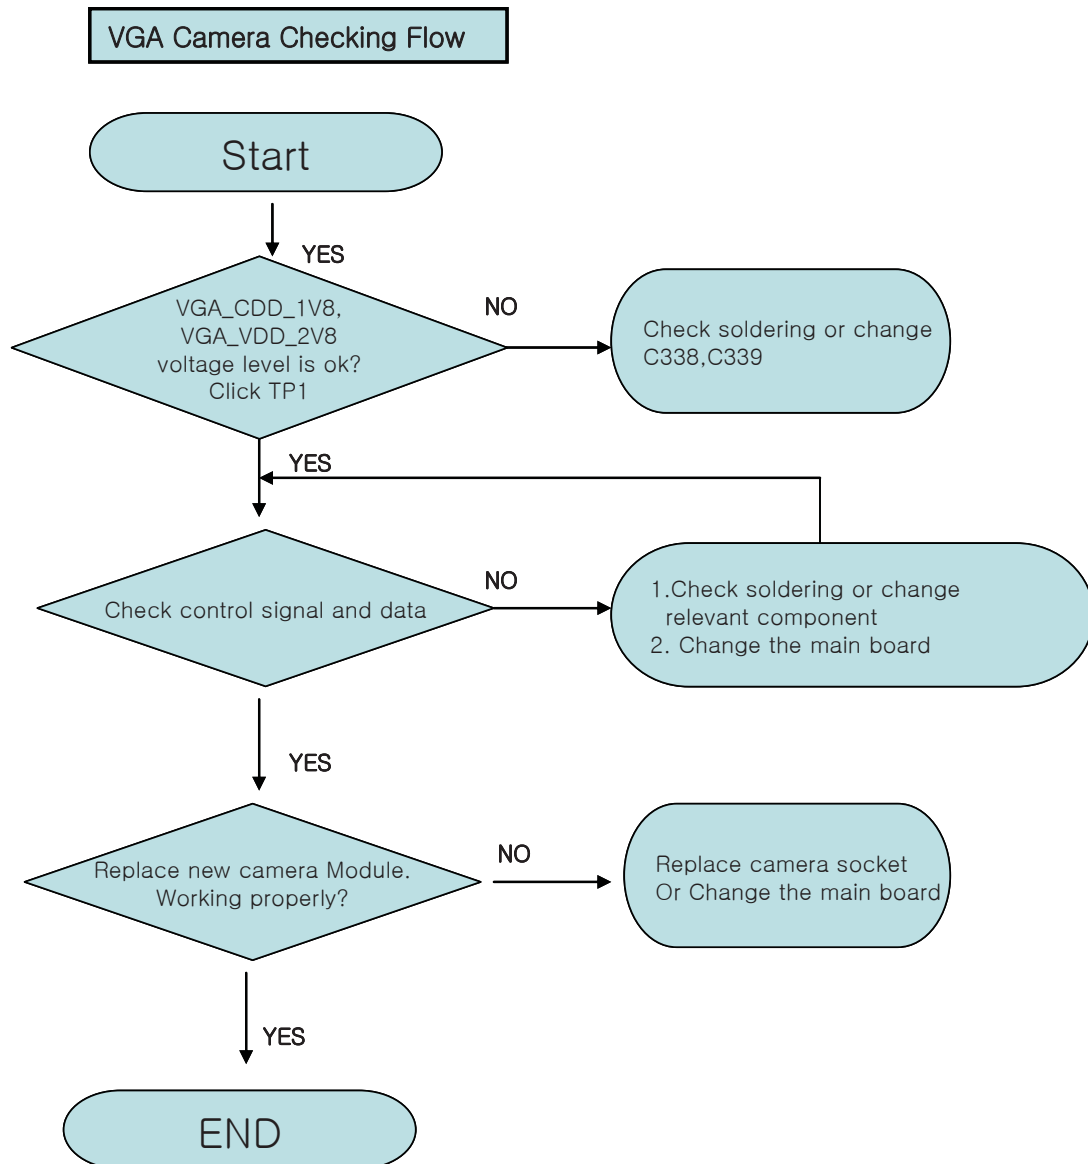 VGA Camera Checking Flow
Start
YES
VGA_CDD_1V8,
VGA_VDD_2V8
voltage level is ok?
Click TP1
NO
Check soldering or change
C338,C339
YES
Check control signal and data
NO
1.Check soldering or change
relevant component
2. Change the main board
YES
Replace new camera Module.
Working properly?
NO
Replace camera socket
Or Change the main board
YES
END